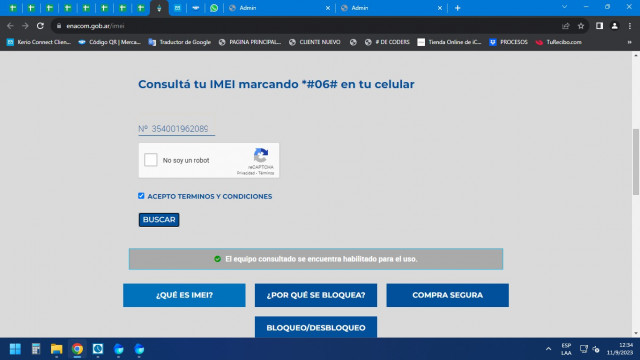 Admin
Admin
enacom.gob.ar/imei
Kerio Connect Clien...
Código QR | Merca...
Traductor de Google
PAGINA PRINCIPAL...
CLIENTE NUEVO
# DE CODERS
Tienda Online de iC...
PROCESOS
TuRecibo.com
»
Consultá tu IMEI marcando *#06# en tu celular
Nº 354001962089
No soy un robot
reCAPTCHA
Privacidad - Términos
ACEPTO TERMINOS Y CONDICIONES
BUSCAR
El equipo consultado se encuentra habilitado para el uso.
¿QUÉ ES IMEI?
¿POR QUÉ SE BLOQUEA?
COMPRA SEGURA
BLOQUEO/DESBLOQUEO
ESP
LAA
12:34
11/9/2023